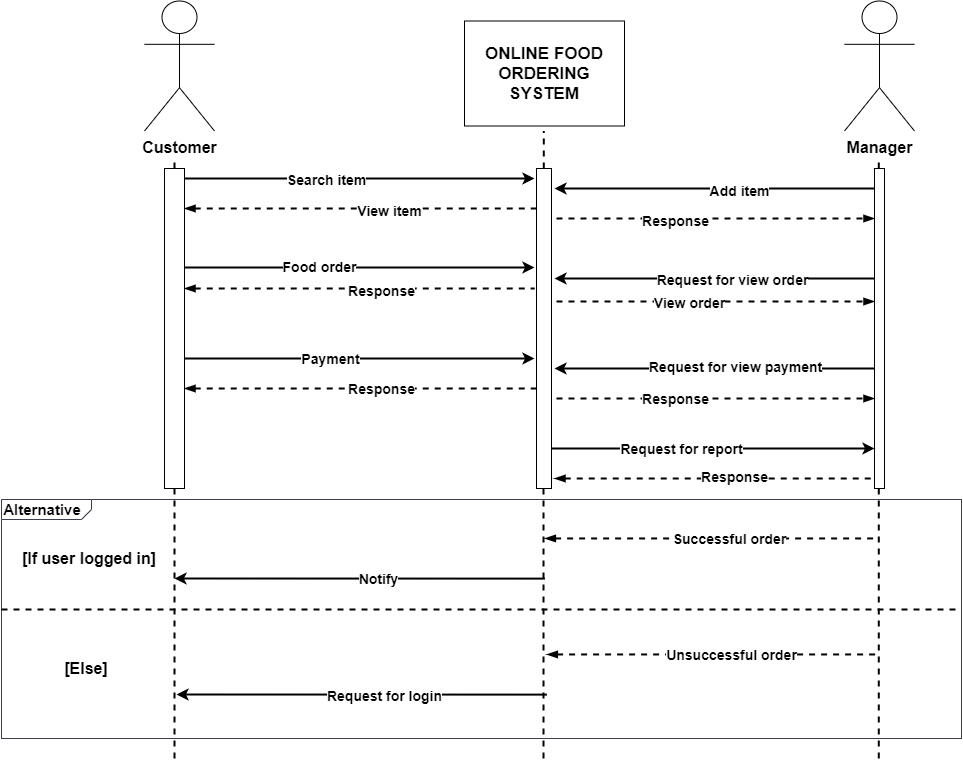 ONLINE FOOD
ORDERING
SYSTEM
Customer
Manager
Search item
Add item
View item
Response
Food order
Request for view order
Response
View order
Payment
Request for view payment
Response
Response
Request for report
Response
Alternative
Successful order
[If user logged in]
Notify
Unsuccessful order
[Else]
Request for login